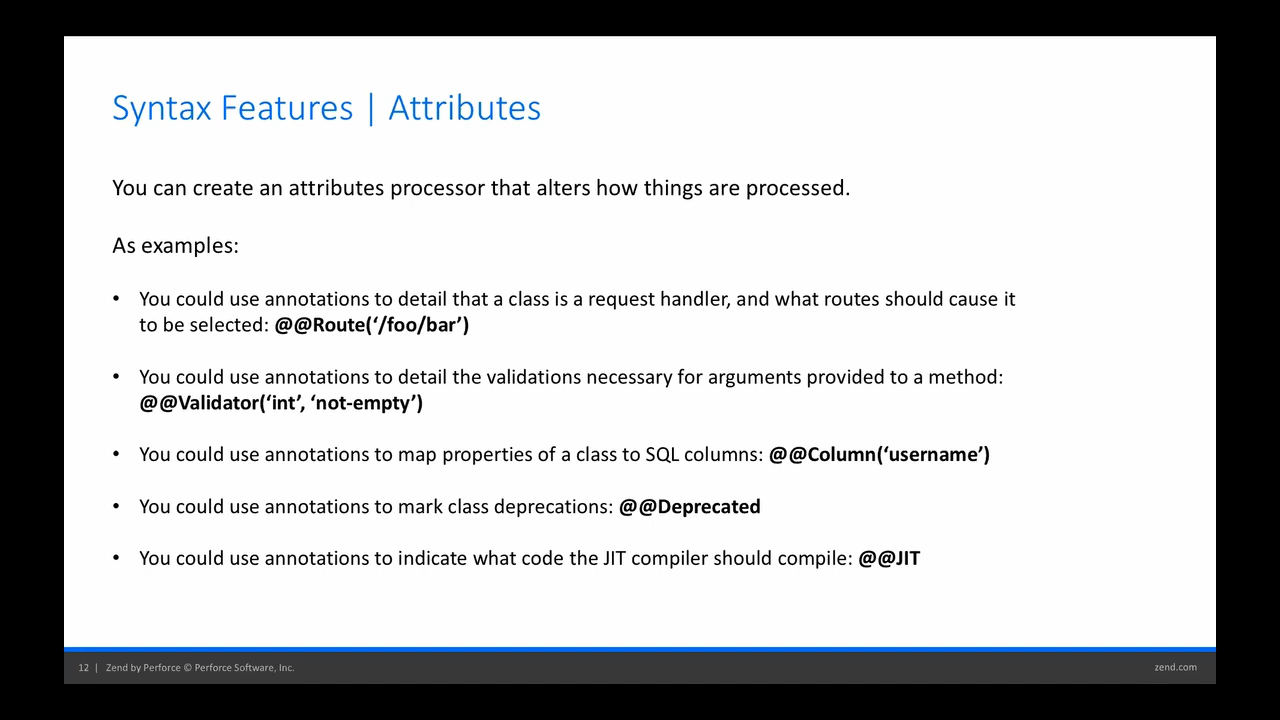 Syntax Features | Attributes
You can create an attributes processor that alters how things are processed.
As examples:
• You could use annotations to detail that a class is a request handler, and what routes should cause it
to be selected: @@Route(‘/foo/bar’)
• You could use annotations to detail the validations necessary for arguments provided to a method:
@@Validator(‘int’, ‘not-empty’)
• You could use annotations to map properties of a class to SQL columns: @@Column(‘username’)
• You could use annotations to mark class deprecations: @@Deprecated
• You could use annotations to indicate what code the JIT compiler should compile: @@JIT
12 | Zend by Perforce © Perforce Software, Inc.
zend.com